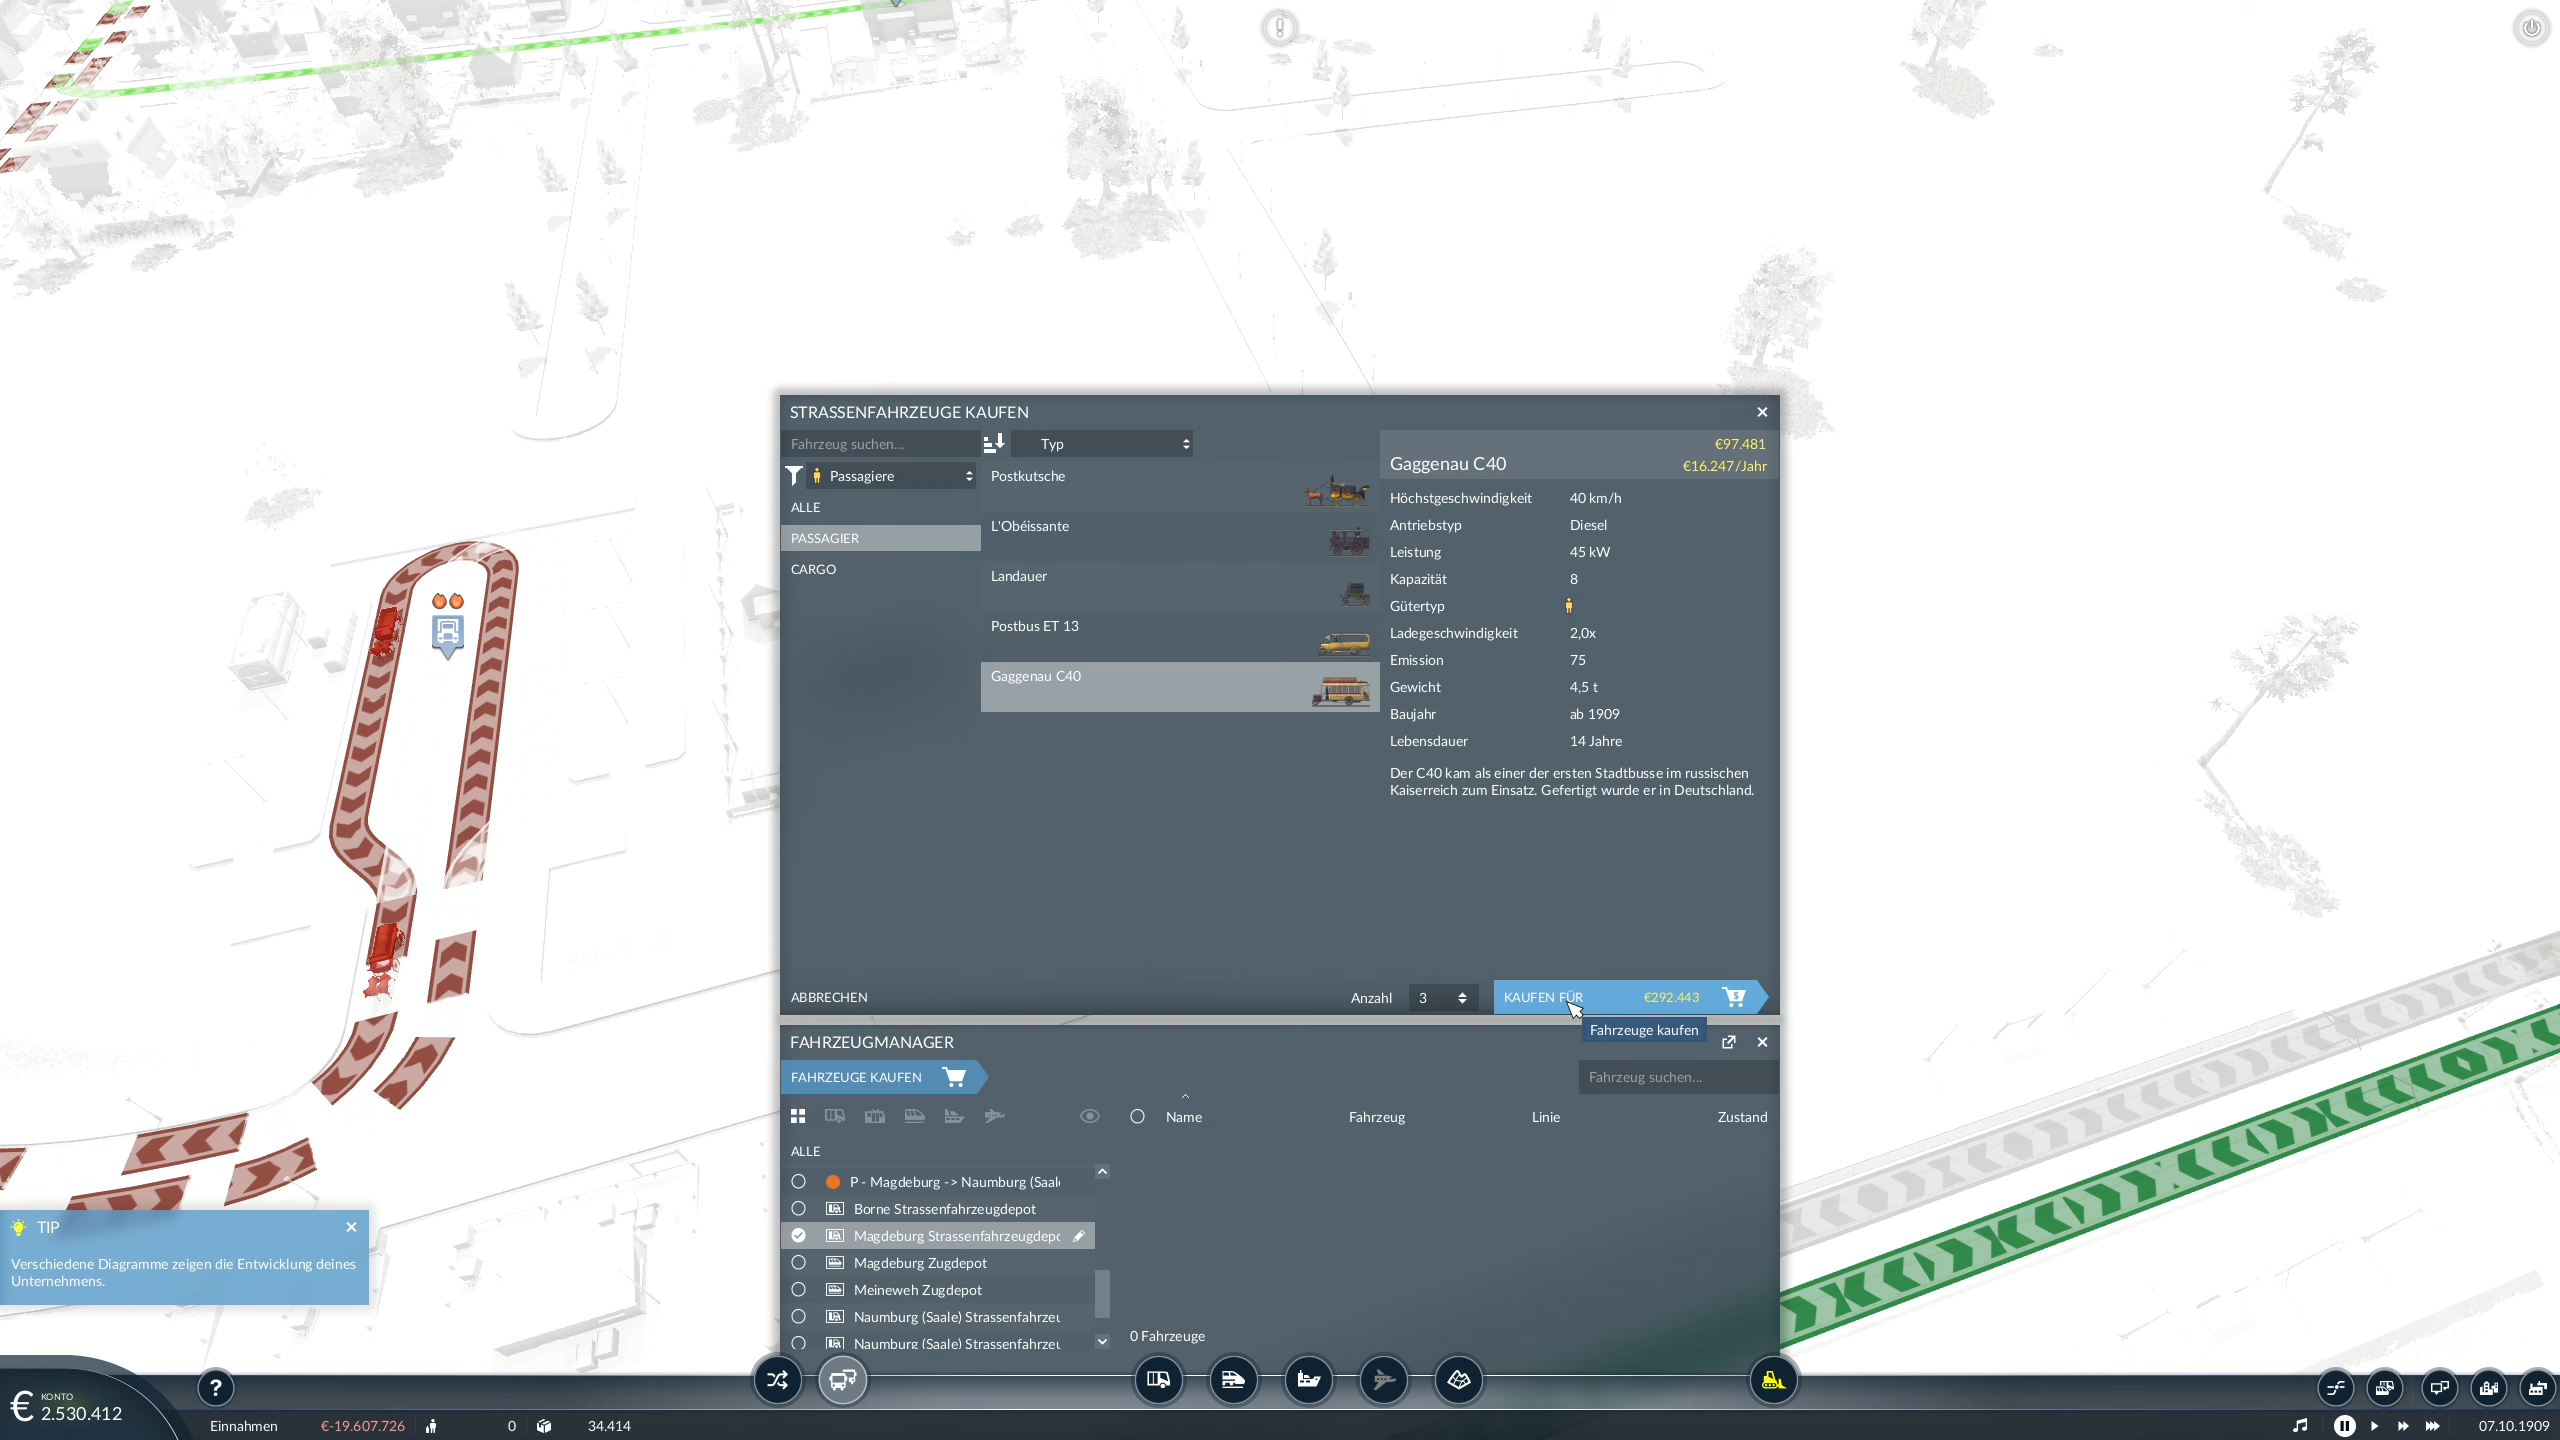 STRASSENFAHRZEUGE KAUFEN
Fahrzeug suchen...
Typ
Passagiere
ALLE
PASSAGIER
CARGO
Postkutsche
L'Obéissante
Landauer
Postbus ET 13
Gaggenau C40
€97.481
Gaggenau C40
€16.247/Jahr
Höchstgeschwindigkeit 40 km/h
Antriebstyp Diesel
Leistung 45 kW
Kapazität 8
Gütertyp
Ladegeschwindigkeit 2,0x
Emission 75
Gewicht 4,5 t
Baujahr ab 1909
Lebensdauer 14 Jahre
Der C40 kam als einer der ersten Stadtbusse im russischen
Kaiserreich zum Einsatz. Gefertigt wurde er in Deutschland.
ABBRECHEN
Anzahl 3
KAUFEN FÜR €292.443
Fahrzeuge kaufen
FAHRZEUGMANAGER
FAHRZEUGE KAUFEN
Fahrzeug suchen...
Name Fahrzeug Linie Zustand
ALLE
P - Magdeburg -> Naumburg (Saale
Borne Strassenfahrzeugdepot
Magdeburg Strassenfahrzeugdepo
Magdeburg Zugdepot
Meineweh Zugdepot
Naumburg (Saale) Strassenfahrzeu
Naumburg (Saale) Strassenfahrzeu
0 Fahrzeuge
TIP
Verschiedene Diagramme zeigen die Entwicklung deines
Unternehmens.
KONTO
€ 2.530.412
?
Einnahmen €-19.607.726 0 34.414
07.10.1909